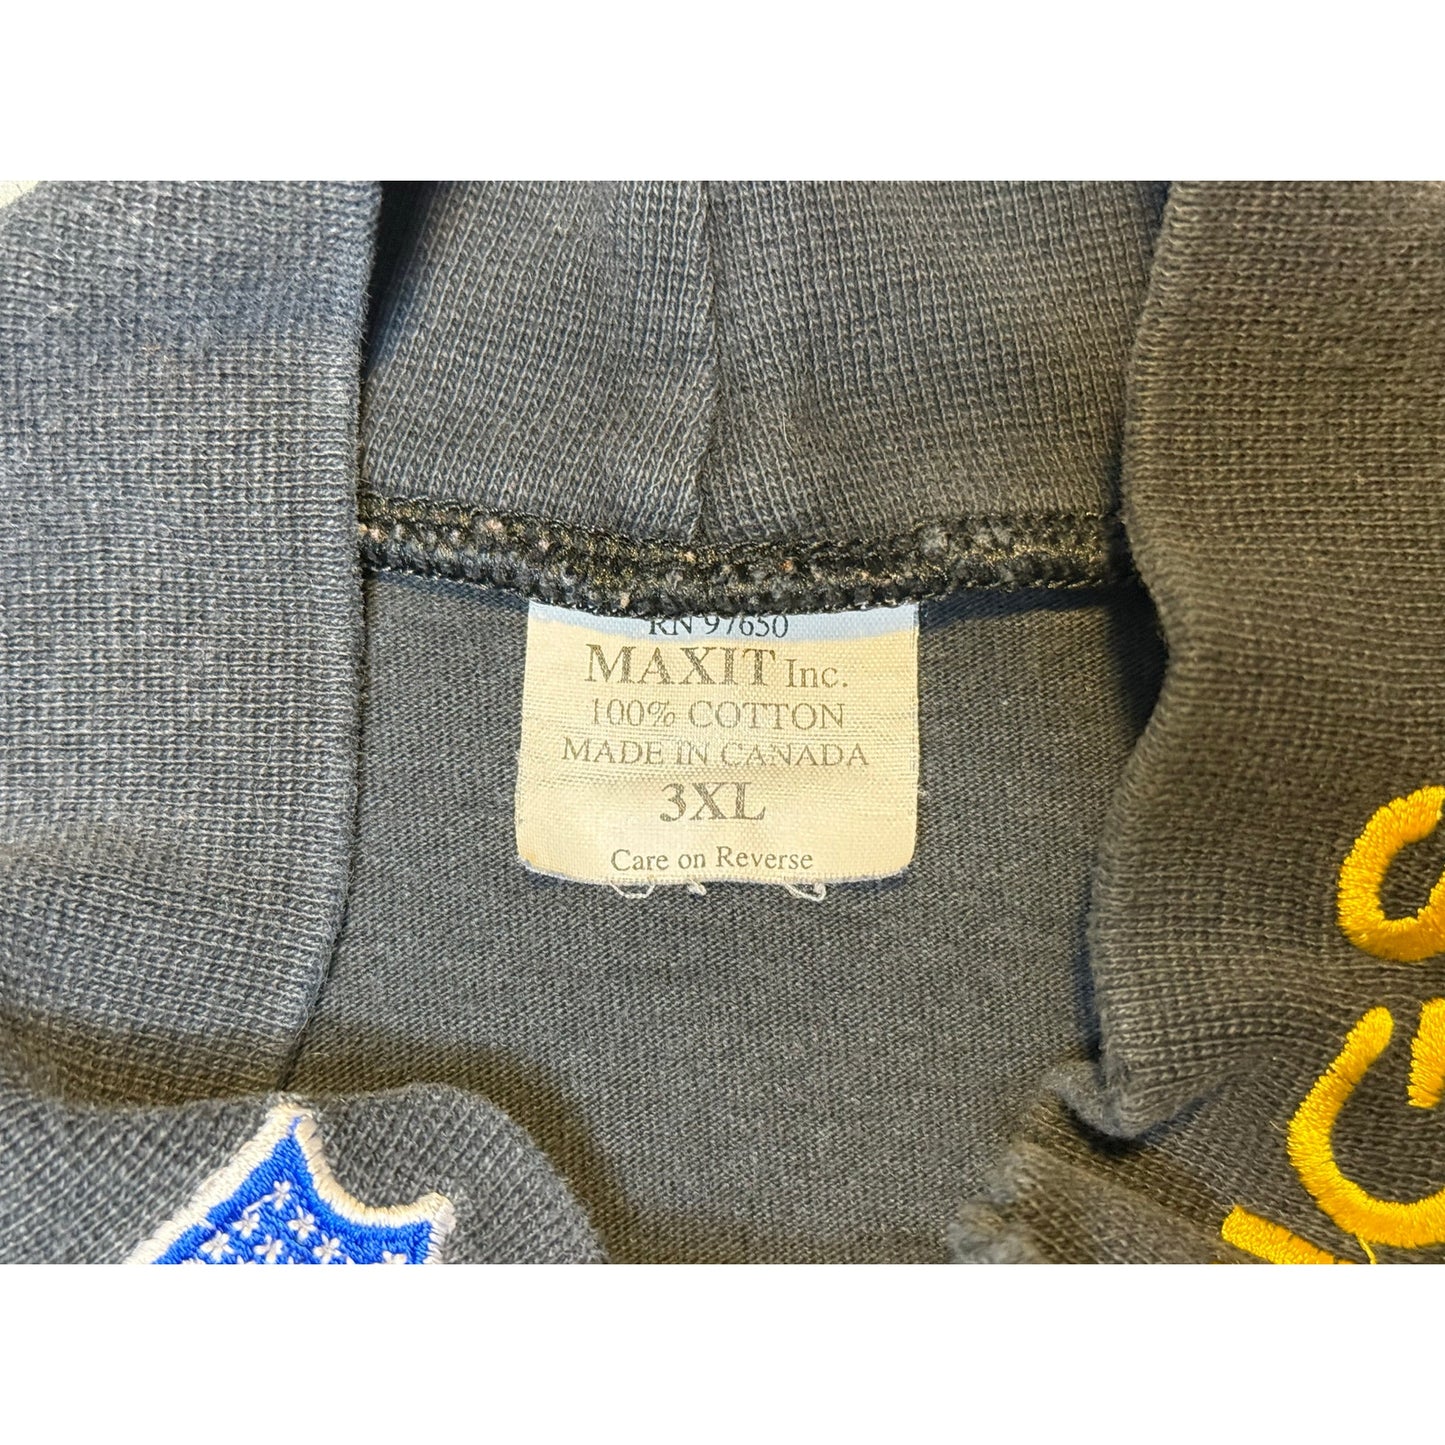 RN 97650
MAXIT Inc.
100% COTTON
MADE IN CANADA
3XL
Care on Reverse